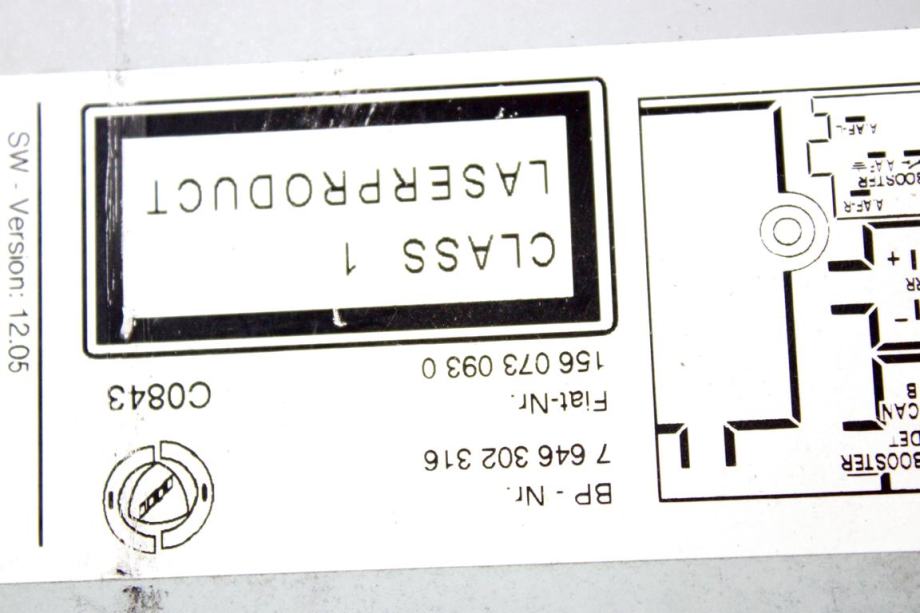 BP - Nr.
7 646 302 316
Fiat-Nr.
156 073 093 0
C0843
CLASS 1
LASERPRODUCT
SW - Version: 12.05
BOOSTER
DET
CAN
B
-
RR
+
A.AF-R
BOOSTER
A.AF-L